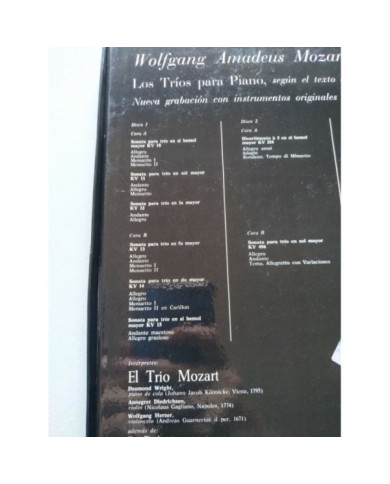 Wolfgang Amadeus Mozar
Los Tríos para Piano, según el texto
Nueva grabación con instrumentos originales
Disco 1
Cara A
Sonata para trío en si bemol
mayor KV 10
Allegro
Andante
Menuetto I
Menuetto II
Sonata para trío en sol mayor
KV 11
Andante
Allegro
Menuetto
Sonata para trío en la mayor
KV 12
Andante
Allegro
Cara B
Sonata para trío en fa mayor
KV 13
Allegro
Andante
Menuetto I
Menuetto II
Sonata para trío en do mayor
KV 14
Allegro
Allegro
Menuetto I
Menuetto II en Carillon
Sonata para trío en si bemol
mayor KV 15
Andante maestoso
Allegro grazioso
Disco 2
Cara A
Divertimento à 3 en si bemol
mayor KV 254
Allegro assai
Adagio
Rondeau. Tempo di Minuetto
Cara B
Sonata para trío en sol mayor
KV 496
Allegro
Andante
Tema. Allegretto con Variaciones
Intérpretes:
El Trio Mozart
Desmond Wright,
piano de cola (Johann Jacob Könnicke, Viena, 1795)
Annegret Diedrichsen,
violín (Nicolaus Gagliano, Nápoles, 1774)
Wolfgang Herzer,
violoncelo (Andreas Guarnerius d. per. 1671)
además de: